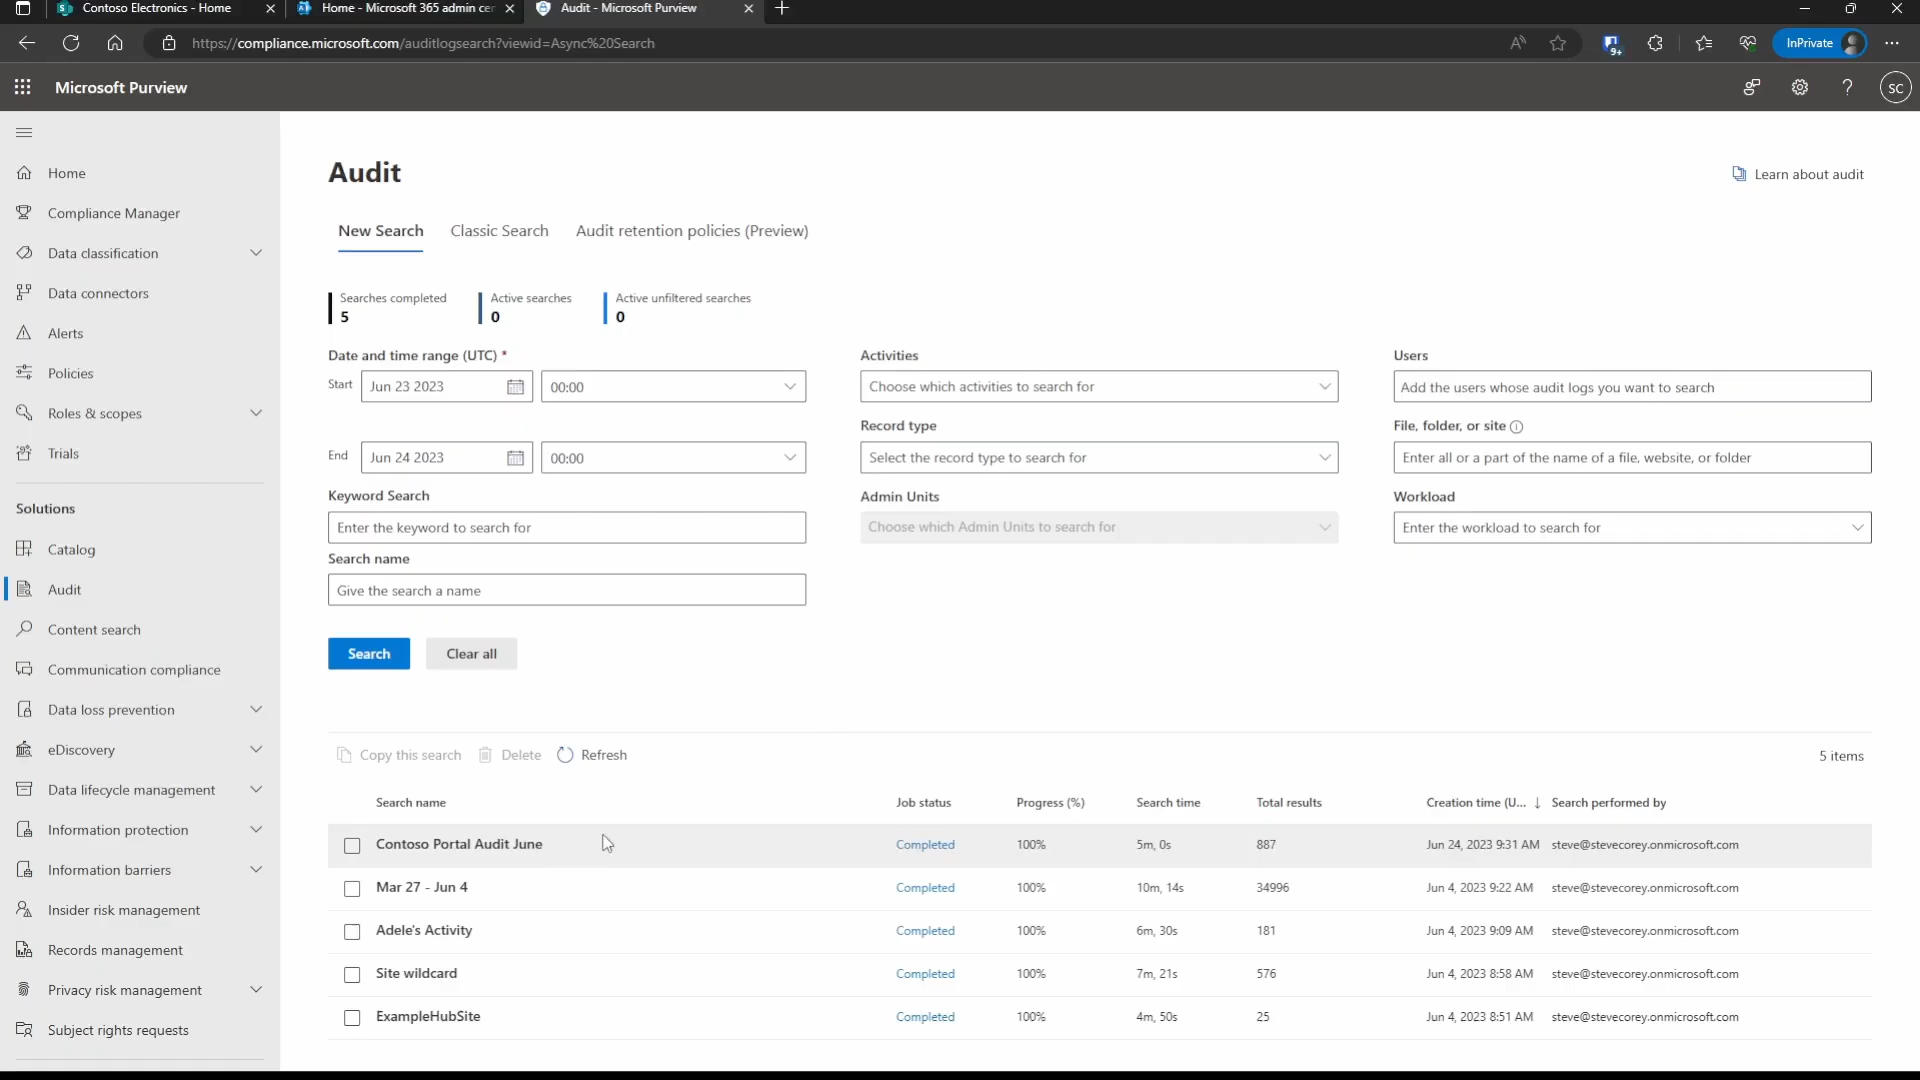 Contoso Electronics - Home
Home - Microsoft 365 admin cer
Audit - Microsoft Purview
https://compliance.microsoft.com/auditlogsearch?viewid=Async%20Search
9+
InPrivate
Microsoft Purview
SC
Home
Compliance Manager
Data classification
Data connectors
Alerts
Policies
Roles & scopes
Trials
Solutions
Catalog
Audit
Content search
Communication compliance
Data loss prevention
eDiscovery
Data lifecycle management
Information protection
Information barriers
Insider risk management
Records management
Privacy risk management
Subject rights requests
Audit
Learn about audit
New Search Classic Search Audit retention policies (Preview)
Searches completed
5
Active searches
0
Active unfiltered searches
0
Date and time range (UTC) *
Start Jun 23 2023 00:00
End Jun 24 2023 00:00
Keyword Search
Enter the keyword to search for
Search name
Give the search a name
Activities
Choose which activities to search for
Record type
Select the record type to search for
Admin Units
Choose which Admin Units to search for
Users
Add the users whose audit logs you want to search
File, folder, or site
Enter all or a part of the name of a file, website, or folder
Workload
Enter the workload to search for
Search Clear all
Copy this search Delete Refresh 5 items
Search name Job status Progress (%) Search time Total results Creation time (U... ↓ Search performed by
Contoso Portal Audit June Completed 100% 5m, 0s 887 Jun 24, 2023 9:31 AM steve@stevecorey.onmicrosoft.com
Mar 27 - Jun 4 Completed 100% 10m, 14s 34996 Jun 4, 2023 9:22 AM steve@stevecorey.onmicrosoft.com
Adele's Activity Completed 100% 6m, 30s 181 Jun 4, 2023 9:09 AM steve@stevecorey.onmicrosoft.com
Site wildcard Completed 100% 7m, 21s 576 Jun 4, 2023 8:58 AM steve@stevecorey.onmicrosoft.com
ExampleHubSite Completed 100% 4m, 50s 25 Jun 4, 2023 8:51 AM steve@stevecorey.onmicrosoft.com